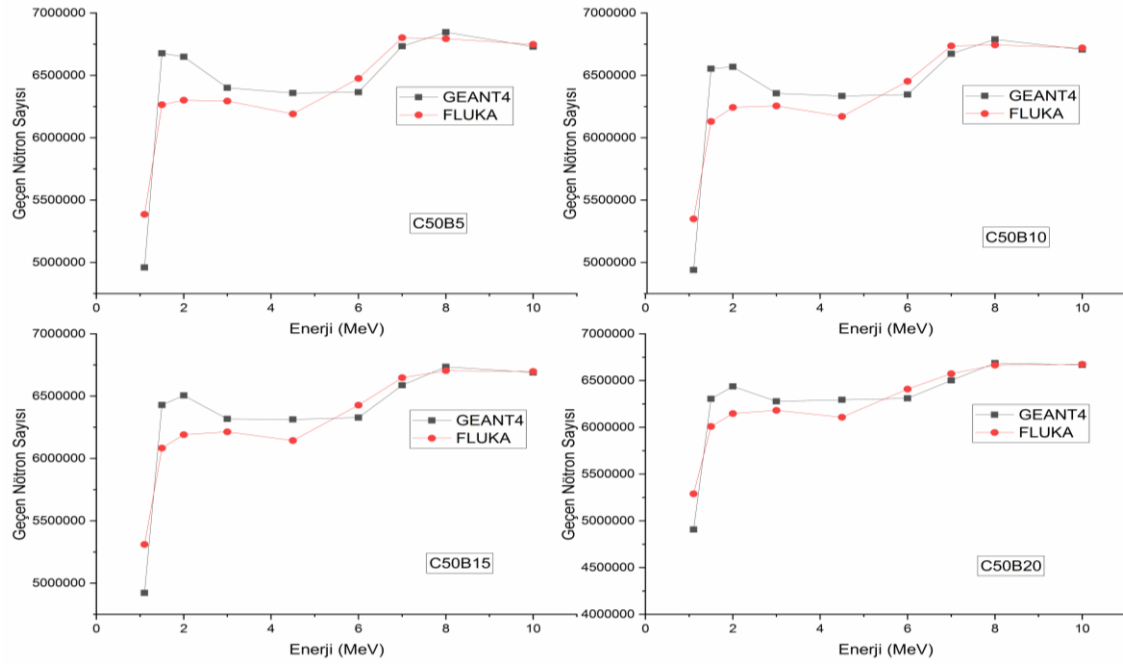 7000000
6500000
6000000
5500000
5000000
Geçen Nötron Sayısı
GEANT4
FLUKA
C50B5
0 2 4 6 8 10
Enerji (MeV)
7000000
6500000
6000000
5500000
5000000
Geçen Nötron Sayısı
GEANT4
FLUKA
C50B10
0 2 4 6 8 10
Enerji (MeV)
7000000
6500000
6000000
5500000
5000000
Geçen Nötron Sayısı
GEANT4
FLUKA
C50B15
0 2 4 6 8 10
Enerji (MeV)
7000000
6500000
6000000
5500000
5000000
4500000
4000000
Geçen Nötron Sayısı
GEANT4
FLUKA
C50B20
0 2 4 6 8 10
Enerji (MeV)